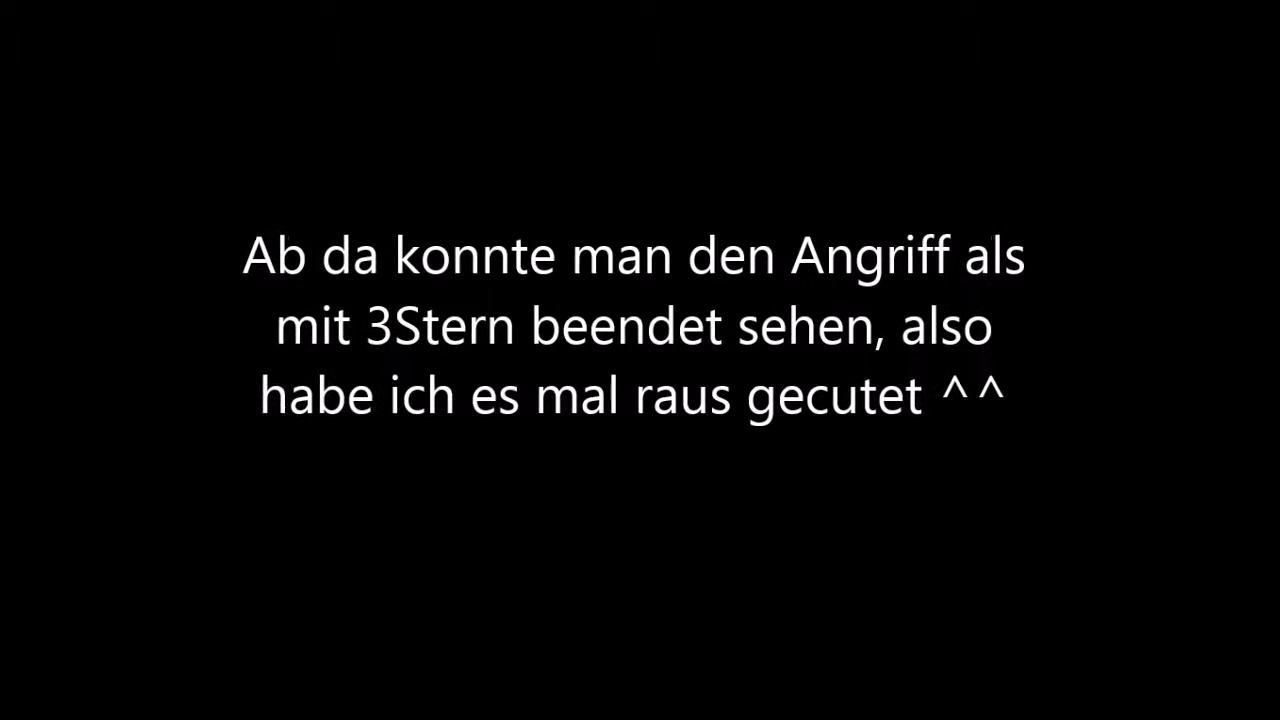 Ab da konnte man den Angriff als
mit 3Stern beendet sehen, also
habe ich es mal raus gecutet ^^